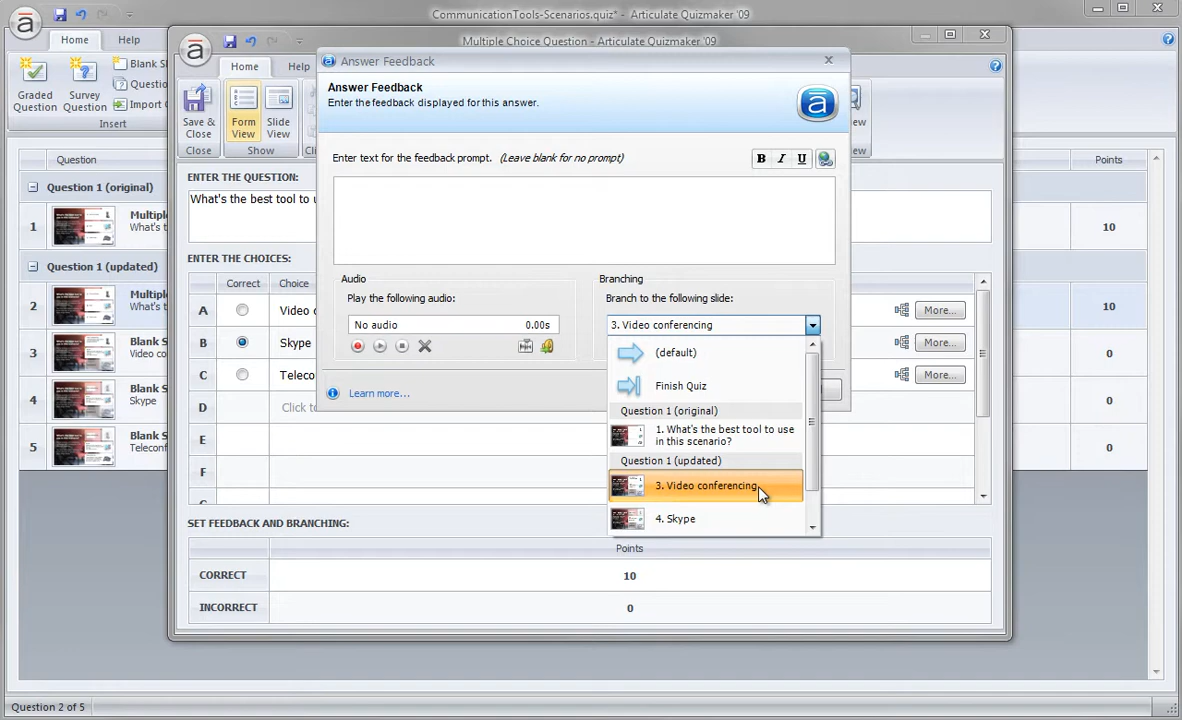 CommunicationTools-Scenarios.quiz* - Articulate Quizmaker '09
Home
Help
Graded Question
Survey Question
Blank
Import
Insert
Multiple Choice Question - Articulate Quizmaker '09
Home
Help
Save & Close
Form View
Slide View
Close
Show
Answer Feedback
Answer Feedback
Enter the feedback displayed for this answer.
Enter text for the feedback prompt. (Leave blank for no prompt)
B I U
Audio
Play the following audio:
No audio 0.00s
Learn more...
Branching
Branch to the following slide:
3. Video conferencing
(default)
Finish Quiz
Question 1 (original)
1. What's the best tool to use
in this scenario?
Question 1 (updated)
3. Video conferencing
4. Skype
ENTER THE QUESTION:
What's the best tool to
ENTER THE CHOICES:
Correct Choice
A More...
B Skype More...
C More...
D Click to
E
F
SET FEEDBACK AND BRANCHING:
Points
CORRECT 10
INCORRECT 0
Question Points
Question 1 (original)
1 10
What's
Question 1 (updated)
2 10
What's
3 Blank 0
4 Blank 0
Skype
5 Blank 0
Question 2 of 5